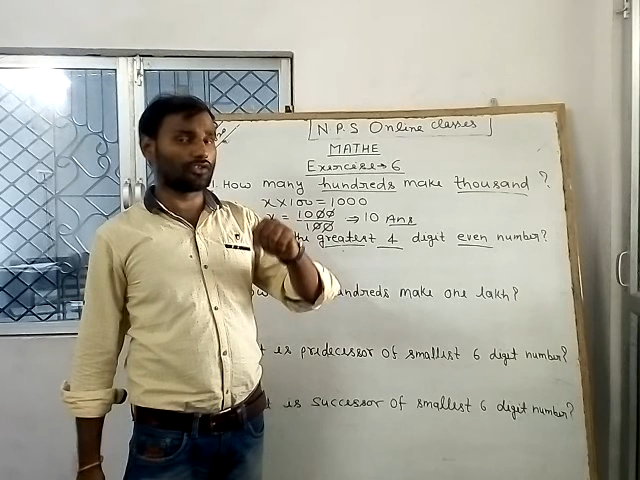 [N.P.S Online classes]
MATHE
Exercise → 6
1. How many hundreds make thousand ?
x × 100 = 1000
x = 1000/100 ⇒ 10 Ans
the greatest 4 digit even number?
hundreds make one lakh?
is predecessor of smallest 6 digit number?
is successor of smallest 6 digit number?